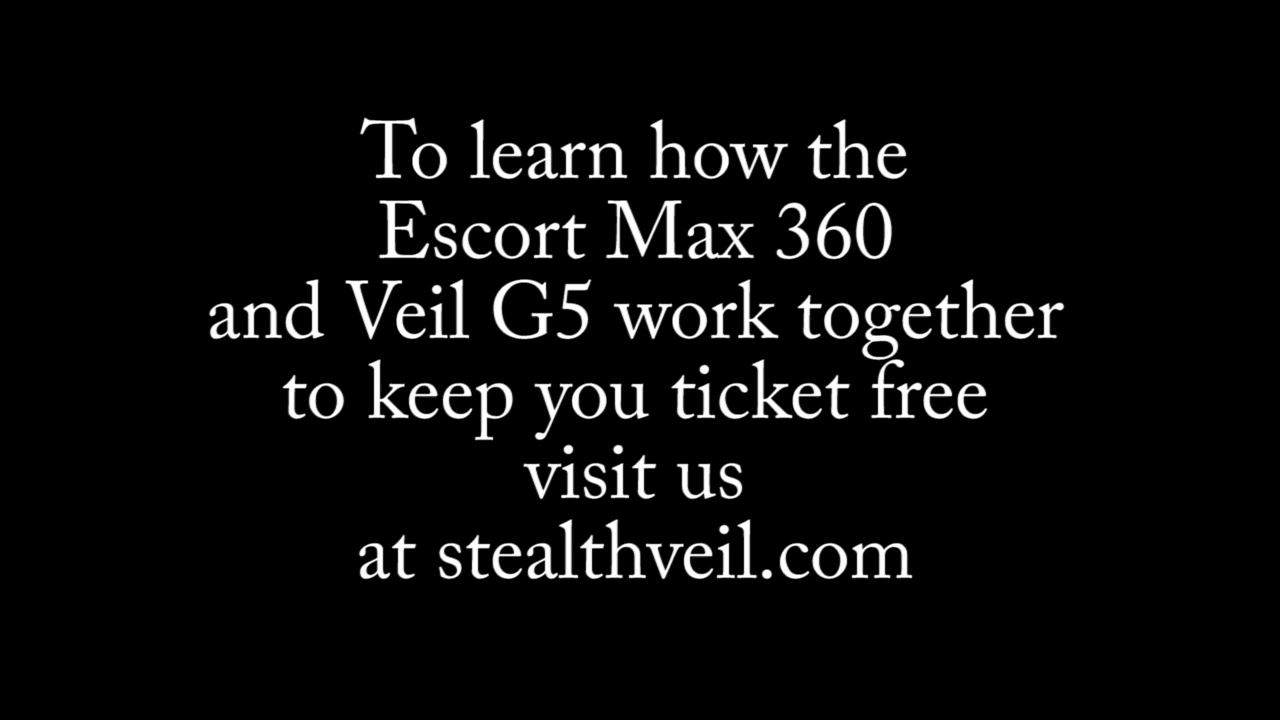 To learn how the
Escort Max 360
and Veil G5 work together
to keep you ticket free
visit us
at stealthveil.com